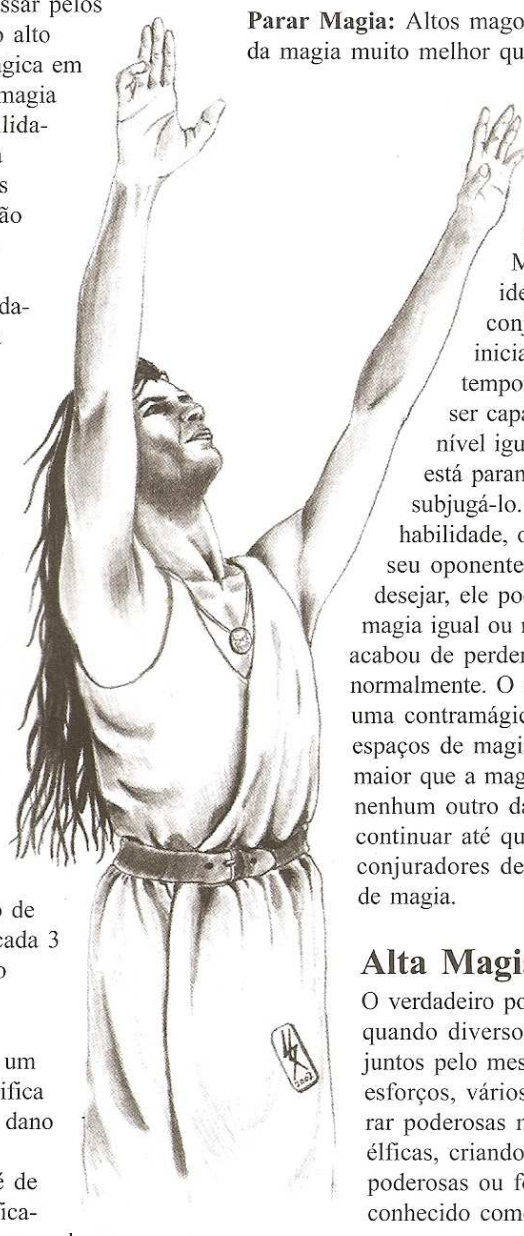 ssar pelos
o alto
gica em
magia
lida-
s
ão
da-
de
cada 3
o
um
ifica
dano
é de
fica-
Parar Magia: Altos mago
da magia muito melhor qu
M
ide
conj
inicia
tempo
ser capa
nível igu
está paran
subjugá-lo.
habilidade, o
seu oponente
desejar, ele po
magia igual ou
acabou de perder
normalmente. O
uma contramágic
espaços de magi
maior que a mag
nenhum outro da
continuar até qu
conjuradores de
de magia.
Alta Magi
O verdadeiro po
quando diverso
juntos pelo mes
esforços, vários
rar poderosas
élficas, criando
poderosas ou fo
conhecido com
2002